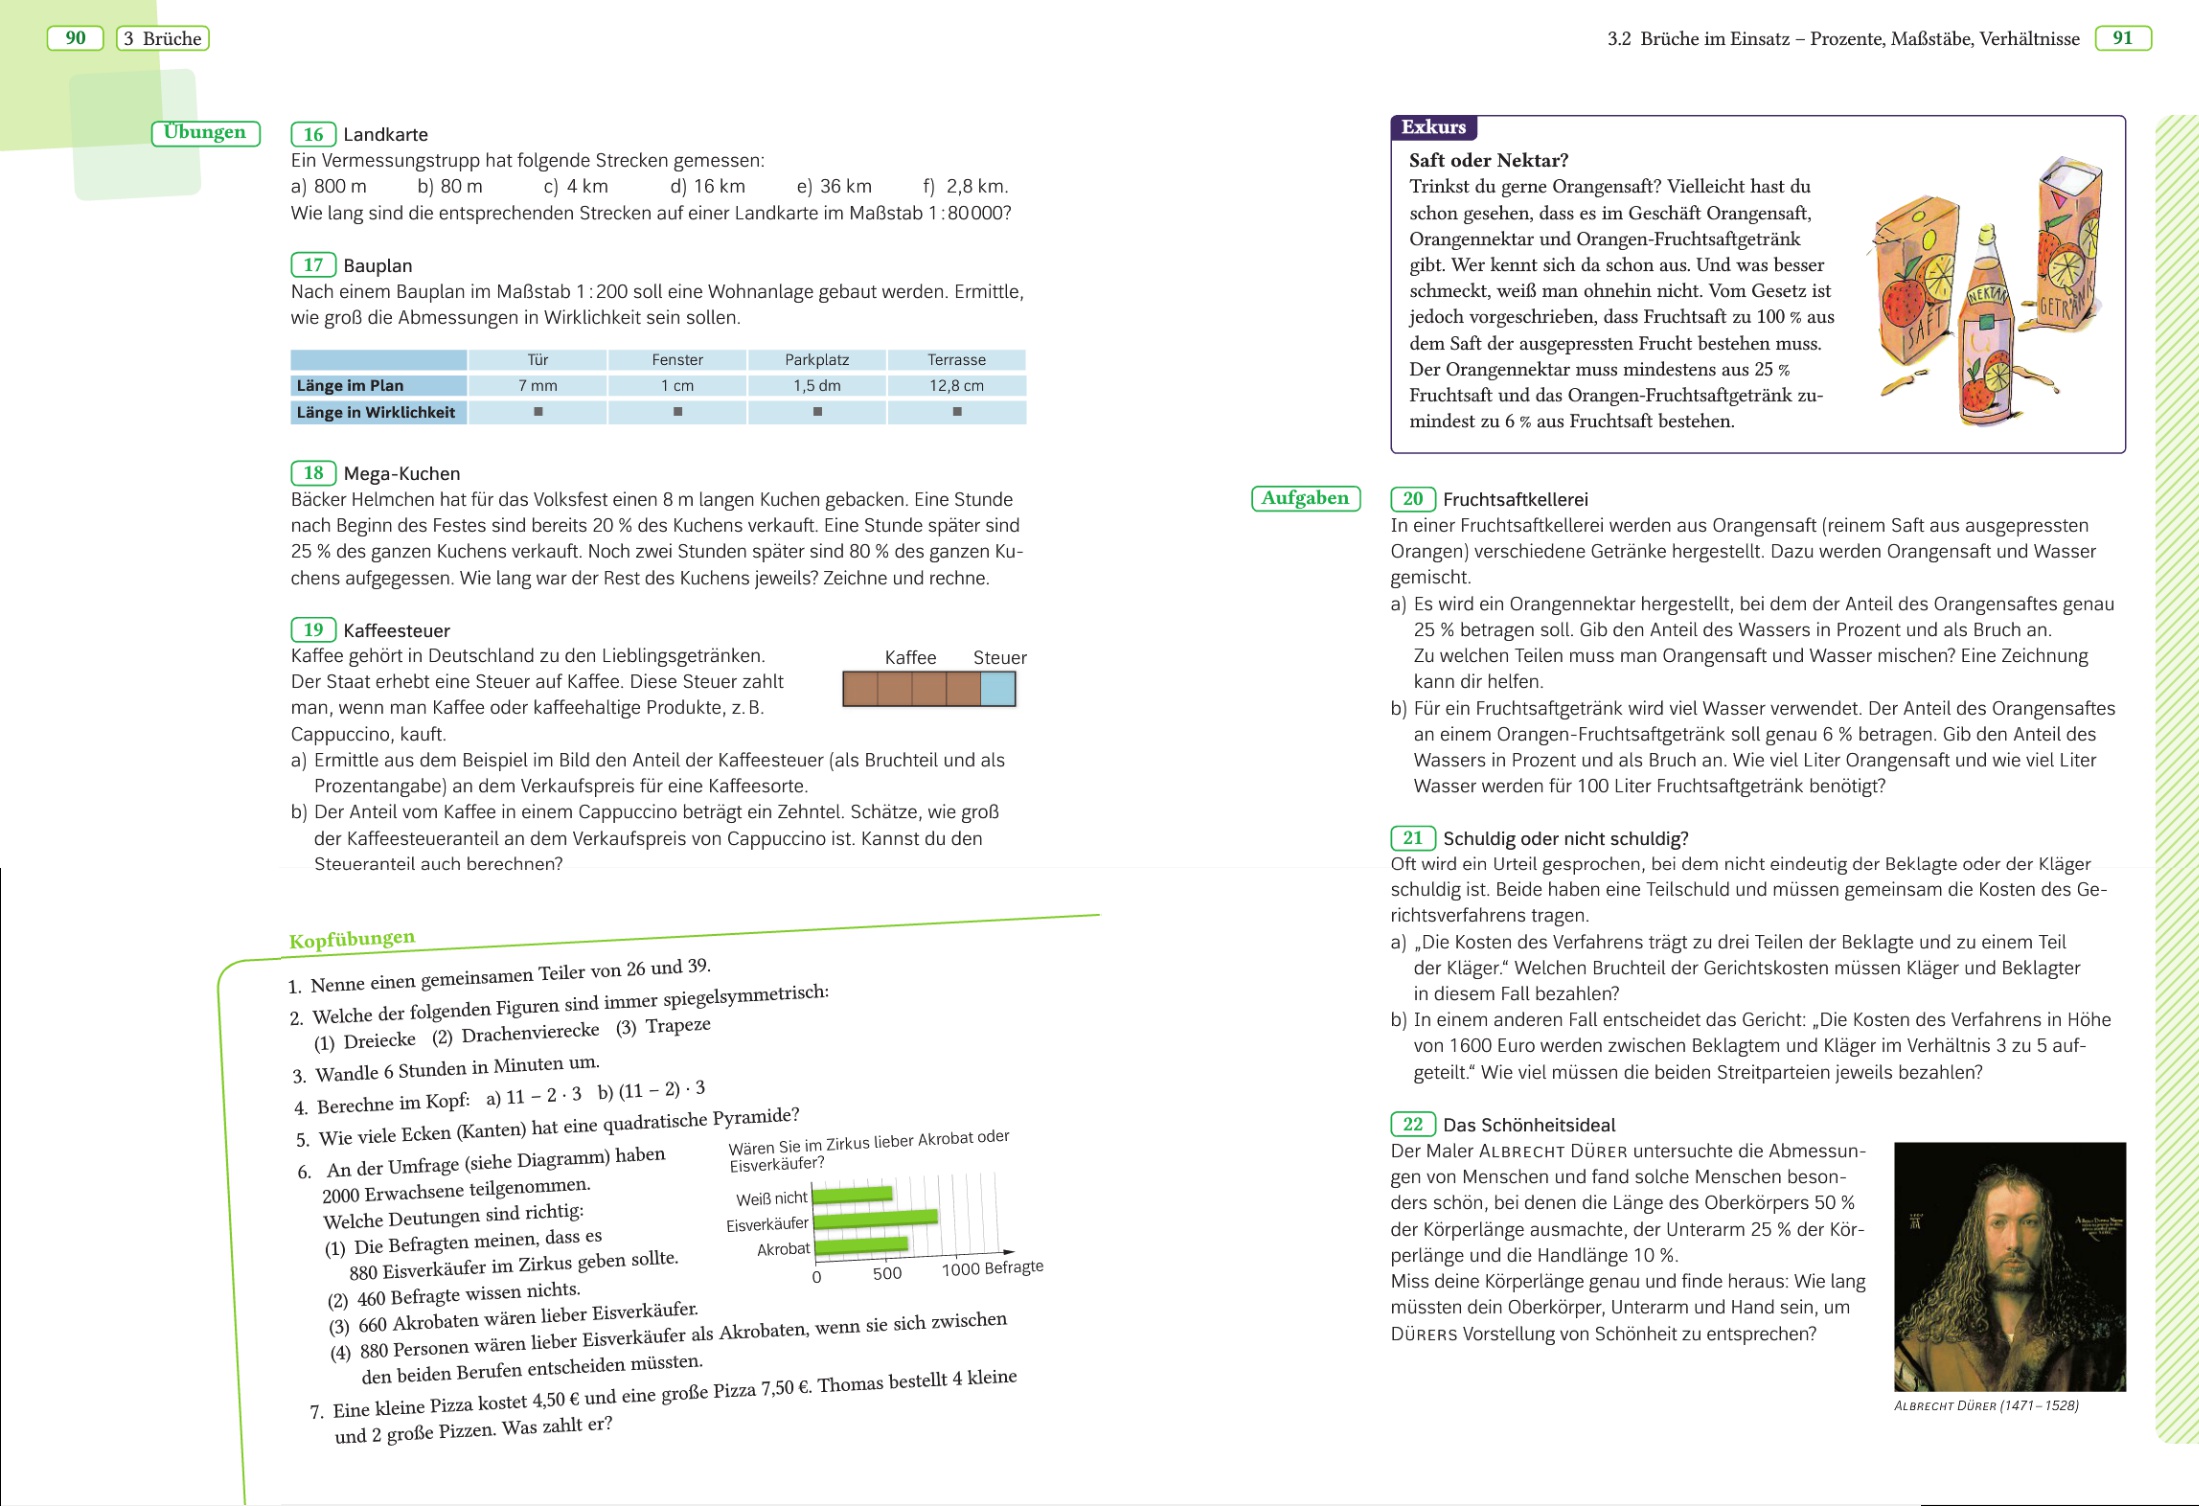 90
3 Brüche
Übungen
16 Landkarte
Ein Vermessungstrupp hat folgende Strecken gemessen:
a) 800 m b) 80 m c) 4 km d) 16 km e) 36 km f) 2,8 km.
Wie lang sind die entsprechenden Strecken auf einer Landkarte im Maßstab 1:80000?
17 Bauplan
Nach einem Bauplan im Maßstab 1:200 soll eine Wohnanlage gebaut werden. Ermittle,
wie groß die Abmessungen in Wirklichkeit sein sollen.
Tür Fenster Parkplatz Terrasse
Länge im Plan 7 mm 1 cm 1,5 dm 12,8 cm
Länge in Wirklichkeit ■ ■ ■ ■
18 Mega-Kuchen
Bäcker Helmchen hat für das Volksfest einen 8 m langen Kuchen gebacken. Eine Stunde
nach Beginn des Festes sind bereits 20 % des Kuchens verkauft. Eine Stunde später sind
25 % des ganzen Kuchens verkauft. Noch zwei Stunden später sind 80 % des ganzen Ku-
chens aufgegessen. Wie lang war der Rest des Kuchens jeweils? Zeichne und rechne.
19 Kaffeesteuer
Kaffee gehört in Deutschland zu den Lieblingsgetränken.
Der Staat erhebt eine Steuer auf Kaffee. Diese Steuer zahlt
man, wenn man Kaffee oder kaffeehaltige Produkte, z. B.
Cappuccino, kauft.
Kaffee Steuer
a) Ermittle aus dem Beispiel im Bild den Anteil der Kaffeesteuer (als Bruchteil und als
Prozentangabe) an dem Verkaufspreis für eine Kaffeesorte.
b) Der Anteil vom Kaffee in einem Cappuccino beträgt ein Zehntel. Schätze, wie groß
der Kaffeesteueranteil an dem Verkaufspreis von Cappuccino ist. Kannst du den
Steueranteil auch berechnen?
Kopfübungen
1. Nenne einen gemeinsamen Teiler von 26 und 39.
2. Welche der folgenden Figuren sind immer spiegelsymmetrisch:
(1) Dreiecke (2) Drachenvierecke (3) Trapeze
3. Wandle 6 Stunden in Minuten um.
4. Berechne im Kopf: a) 11 – 2 · 3 b) (11 – 2) · 3
5. Wie viele Ecken (Kanten) hat eine quadratische Pyramide?
6. An der Umfrage (siehe Diagramm) haben
2000 Erwachsene teilgenommen.
Welche Deutungen sind richtig:
(1) Die Befragten meinen, dass es
880 Eisverkäufer im Zirkus geben sollte.
(2) 460 Befragte wissen nichts.
(3) 660 Akrobaten wären lieber Eisverkäufer.
(4) 880 Personen wären lieber Eisverkäufer als Akrobaten, wenn sie sich zwischen
den beiden Berufen entscheiden müssten.
Wären Sie im Zirkus lieber Akrobat oder
Eisverkäufer?
Weiß nicht
Eisverkäufer
Akrobat
0 500 1000 Befragte
7. Eine kleine Pizza kostet 4,50 € und eine große Pizza 7,50 €. Thomas bestellt 4 kleine
und 2 große Pizzen. Was zahlt er?
3.2 Brüche im Einsatz – Prozente, Maßstäbe, Verhältnisse
91
Exkurs
Saft oder Nektar?
Trinkst du gerne Orangensaft? Vielleicht hast du
schon gesehen, dass es im Geschäft Orangensaft,
Orangennektar und Orangen-Fruchtsaftgetränk
gibt. Wer kennt sich da schon aus. Und was besser
schmeckt, weiß man ohnehin nicht. Vom Gesetz ist
jedoch vorgeschrieben, dass Fruchtsaft zu 100 % aus
dem Saft der ausgepressten Frucht bestehen muss.
Der Orangennektar muss mindestens aus 25 %
Fruchtsaft und das Orangen-Fruchtsaftgetränk zu-
mindest zu 6 % aus Fruchtsaft bestehen.
SAFT
NEKTAR
GETRÄNK
Aufgaben
20 Fruchtsaftkellerei
In einer Fruchtsaftkellerei werden aus Orangensaft (reinem Saft aus ausgepressten
Orangen) verschiedene Getränke hergestellt. Dazu werden Orangensaft und Wasser
gemischt.
a) Es wird ein Orangennektar hergestellt, bei dem der Anteil des Orangensaftes genau
25 % betragen soll. Gib den Anteil des Wassers in Prozent und als Bruch an.
Zu welchen Teilen muss man Orangensaft und Wasser mischen? Eine Zeichnung
kann dir helfen.
b) Für ein Fruchtsaftgetränk wird viel Wasser verwendet. Der Anteil des Orangensaftes
an einem Orangen-Fruchtsaftgetränk soll genau 6 % betragen. Gib den Anteil des
Wassers in Prozent und als Bruch an. Wie viel Liter Orangensaft und wie viel Liter
Wasser werden für 100 Liter Fruchtsaftgetränk benötigt?
21 Schuldig oder nicht schuldig?
Oft wird ein Urteil gesprochen, bei dem nicht eindeutig der Beklagte oder der Kläger
schuldig ist. Beide haben eine Teilschuld und müssen gemeinsam die Kosten des Ge-
richtsverfahrens tragen.
a) „Die Kosten des Verfahrens trägt zu drei Teilen der Beklagte und zu einem Teil
der Kläger.“ Welchen Bruchteil der Gerichtskosten müssen Kläger und Beklagter
in diesem Fall bezahlen?
b) In einem anderen Fall entscheidet das Gericht: „Die Kosten des Verfahrens in Höhe
von 1600 Euro werden zwischen Beklagtem und Kläger im Verhältnis 3 zu 5 auf-
geteilt.“ Wie viel müssen die beiden Streitparteien jeweils bezahlen?
22 Das Schönheitsideal
Der Maler ALBRECHT DÜRER untersuchte die Abmessun-
gen von Menschen und fand solche Menschen beson-
ders schön, bei denen die Länge des Oberkörpers 50 %
der Körperlänge ausmachte, der Unterarm 25 % der Kör-
perlänge und die Handlänge 10 %.
Miss deine Körperlänge genau und finde heraus: Wie lang
müssten dein Oberkörper, Unterarm und Hand sein, um
DÜRERS Vorstellung von Schönheit zu entsprechen?
ALBRECHT DÜRER (1471–1528)